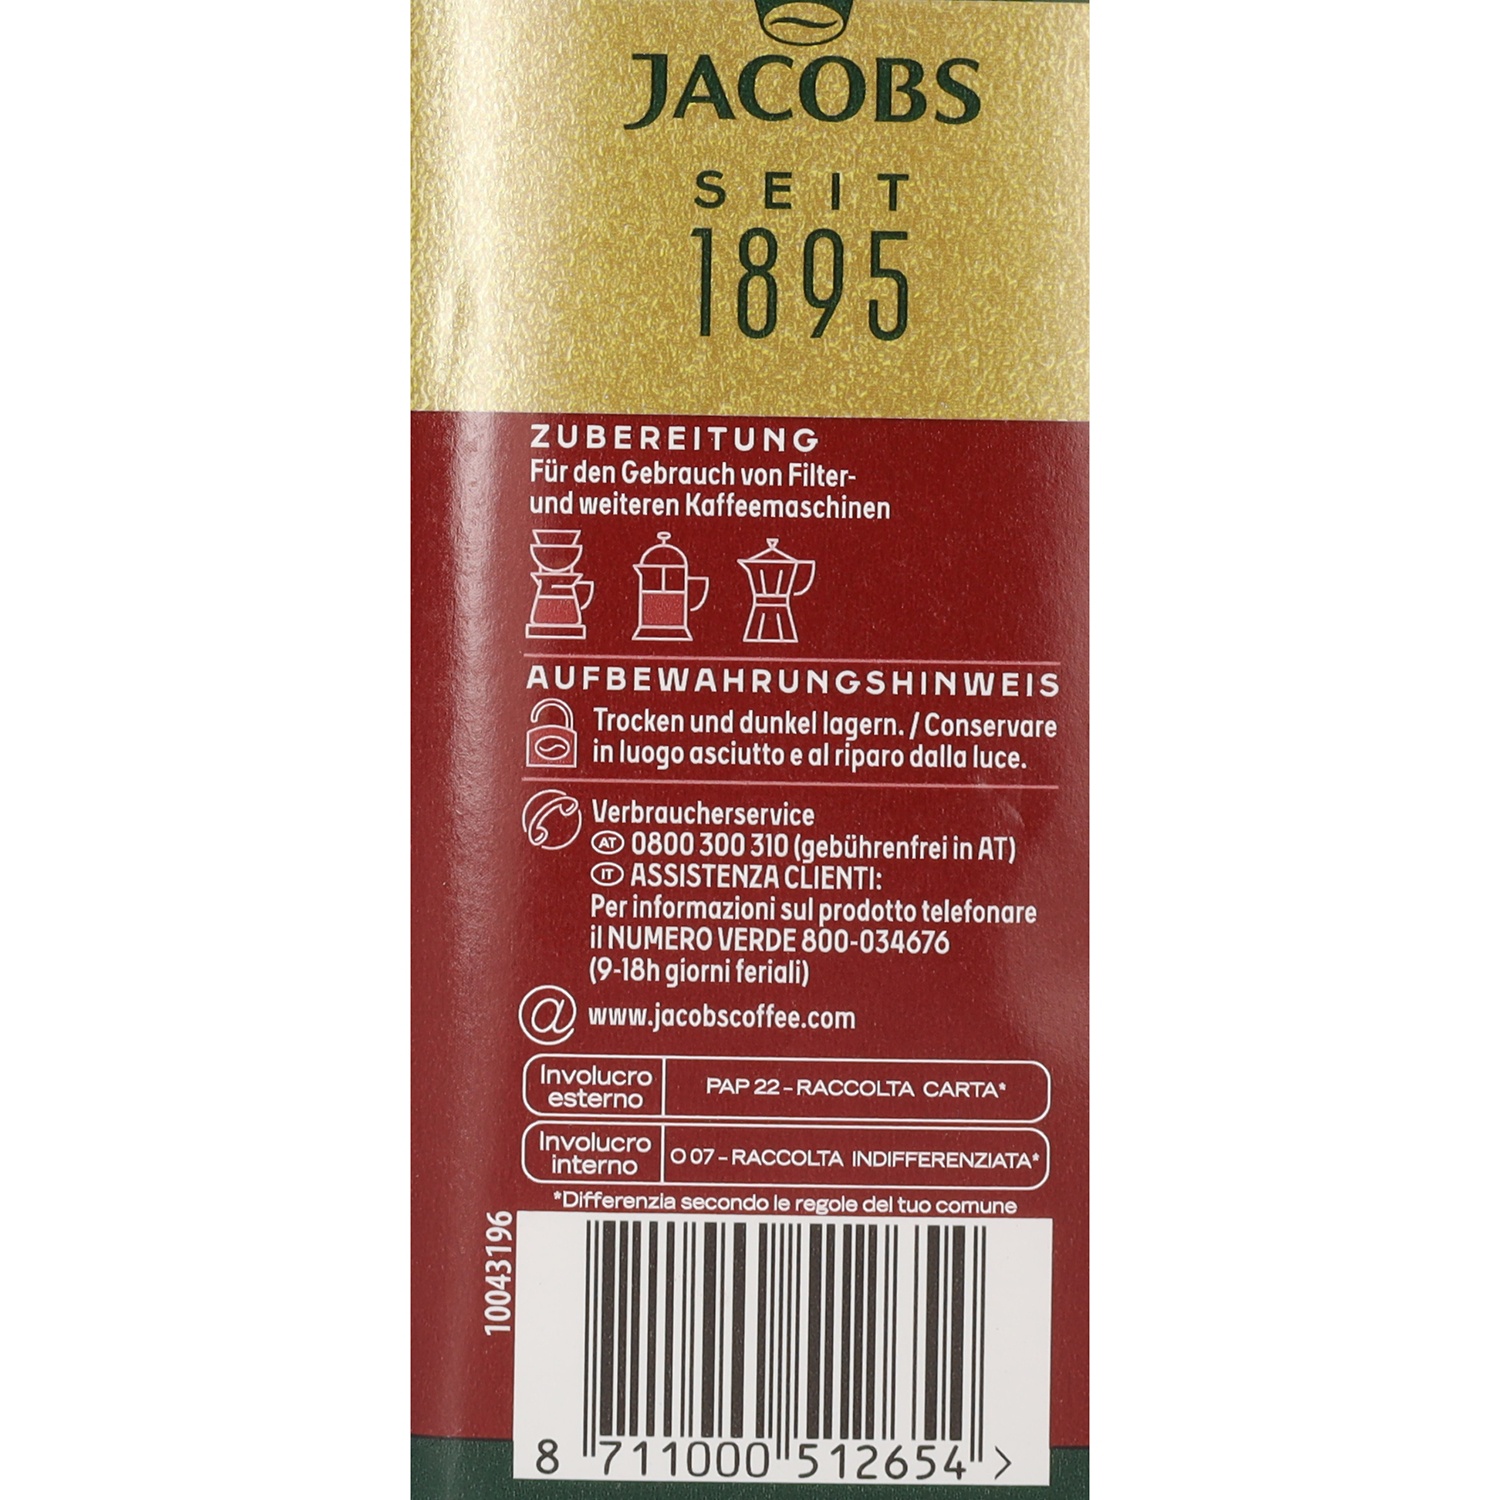 JACOBS
SEIT
1895
ZUBEREITUNG
Für den Gebrauch von Filter-
und weiteren Kaffeemaschinen
AUFBEWAHRUNGSHINWEIS
Trocken und dunkel lagern. / Conservare
in luogo asciutto e al riparo dalla luce.
Verbraucherservice
AT 0800 300 310 (gebührenfrei in AT)
IT ASSISTENZA CLIENTI:
Per informazioni sul prodotto telefonare
il NUMERO VERDE 800-034676
(9-18h giorni feriali)
@ www.jacobscoffee.com
Involucro
esterno
PAP 22 - RACCOLTA CARTA*
Involucro
interno
O 07 - RACCOLTA INDIFFERENZIATA*
*Differenzia secondo le regole del tuo comune
10043196
8 711000 512654 >